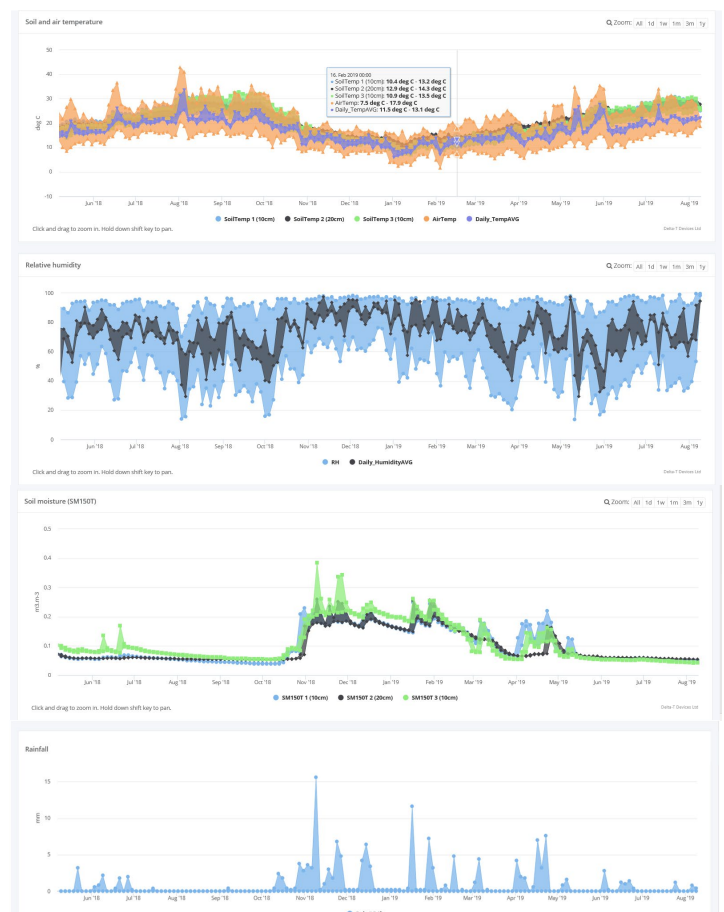 Soil and air temperature
Zoom: All 1d 1w 1m 3m 1y
50
40
30
20
10
0
-10
deg C
16. Feb 2019 00:00
SoilTemp 1 (10cm): 10.4 deg C - 13.2 deg C
SoilTemp 2 (20cm): 12.9 deg C - 14.3 deg C
SoilTemp 3 (10cm): 10.9 deg C - 13.5 deg C
AirTemp: 7.5 deg C - 17.9 deg C
Daily_TempAVG: 11.5 deg C - 13.1 deg C
Jun '18 Jul '18 Aug '18 Sep '18 Oct '18 Nov '18 Dec '18 Jan '19 Feb '19 Mar '19 Apr '19 May '19 Jun '19 Jul '19 Aug '19
SoilTemp 1 (10cm) SoilTemp 2 (20cm) SoilTemp 3 (10cm) AirTemp Daily_TempAVG
Click and drag to zoom in. Hold down shift key to pan.
Delta-T Devices Ltd
Relative humidity
Zoom: All 1d 1w 1m 3m 1y
100
80
60
40
20
0
%
Jun '18 Jul '18 Aug '18 Sep '18 Oct '18 Nov '18 Dec '18 Jan '19 Feb '19 Mar '19 Apr '19 May '19 Jun '19 Jul '19 Aug '19
RH Daily_HumidityAVG
Click and drag to zoom in. Hold down shift key to pan.
Delta-T Devices Ltd
Soil moisture (SM150T)
Zoom: All 1d 1w 1m 3m 1y
0.5
0.4
0.3
0.2
0.1
0
m3.m-3
Jun '18 Jul '18 Aug '18 Sep '18 Oct '18 Nov '18 Dec '18 Jan '19 Feb '19 Mar '19 Apr '19 May '19 Jun '19 Jul '19 Aug '19
SM150T 1 (10cm) SM150T 2 (20cm) SM150T 3 (10cm)
Click and drag to zoom in. Hold down shift key to pan.
Delta-T Devices Ltd
Rainfall
15
10
5
0
mm
Jun '18 Jul '18 Aug '18 Sep '18 Oct '18 Nov '18 Dec '18 Jan '19 Feb '19 Mar '19 Apr '19 May '19 Jun '19 Jul '19 Aug '19